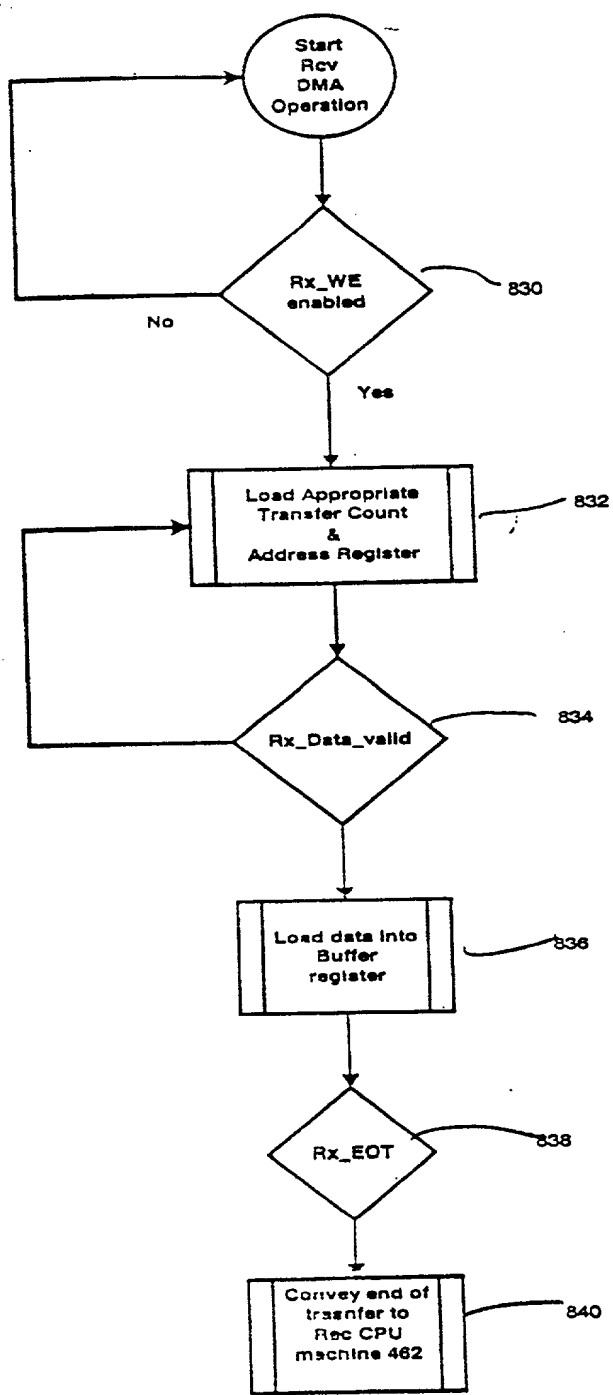 Start
Rcv
DMA
Operation
Rx_WE
enabled
830
No
Yes
Load Appropriate
Transfer Count
&
Address Register
832
Rx_Data_valid
834
Load data into
Buffer
register
836
Rx_EOT
838
Convey end of
trasnfer to
Rec CPU
machine 462
840